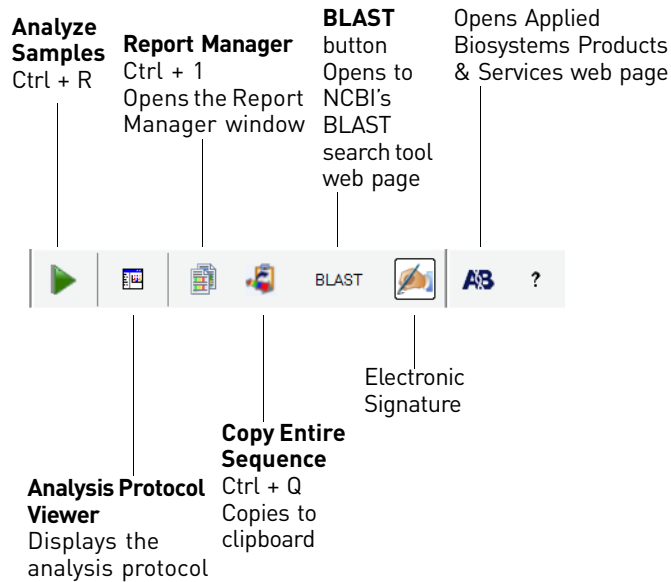 Analyze
Samples
Ctrl + R
Report Manager
Ctrl + 1
Opens the Report
Manager window
BLAST
button
Opens to
NCBI's
BLAST
search tool
web page
Opens Applied
Biosystems Products
& Services web page
BLAST
AB
?
Electronic
Signature
Copy Entire
Sequence
Ctrl + Q
Copies to
clipboard
Analysis Protocol
Viewer
Displays the
analysis protocol